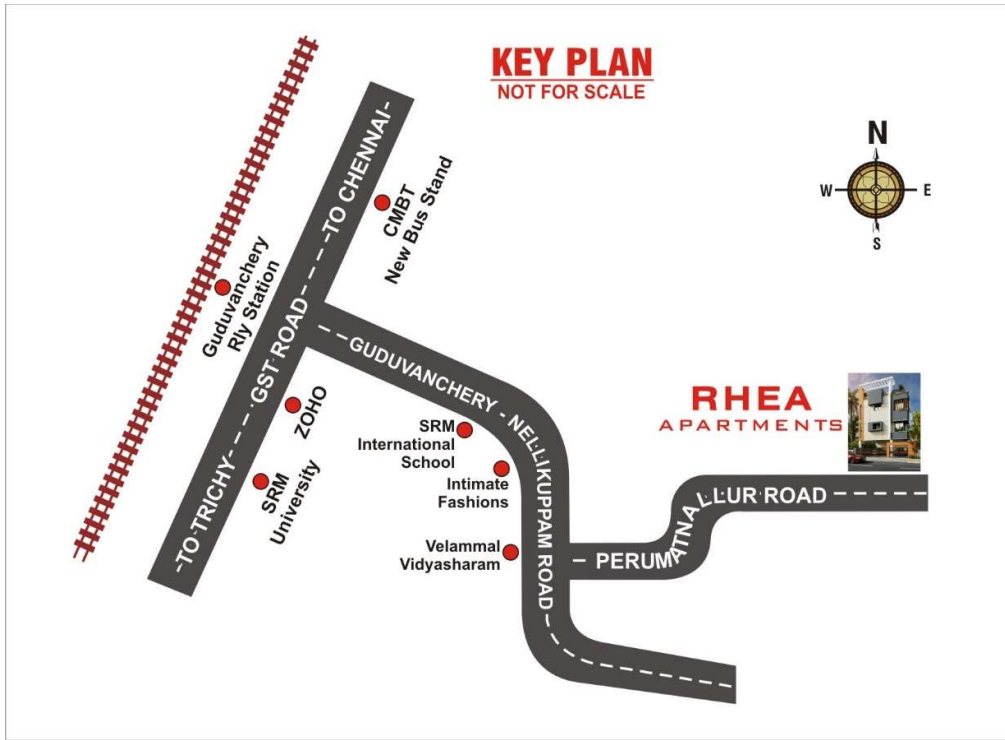 KEY PLAN
NOT FOR SCALE
N
W
E
S
-TO CHENNAI-
CMBT
New Bus Stand
Guduvanchery
Rly Station
GST ROAD
-TO TRICHY-
ZOHO
SRM
University
GUDUVANCHERY - NELLIKUPPAM ROAD
SRM
International
School
Intimate
Fashions
Velammal
Vidyasharam
RHEA
APARTMENTS
PERUMATNALLUR ROAD